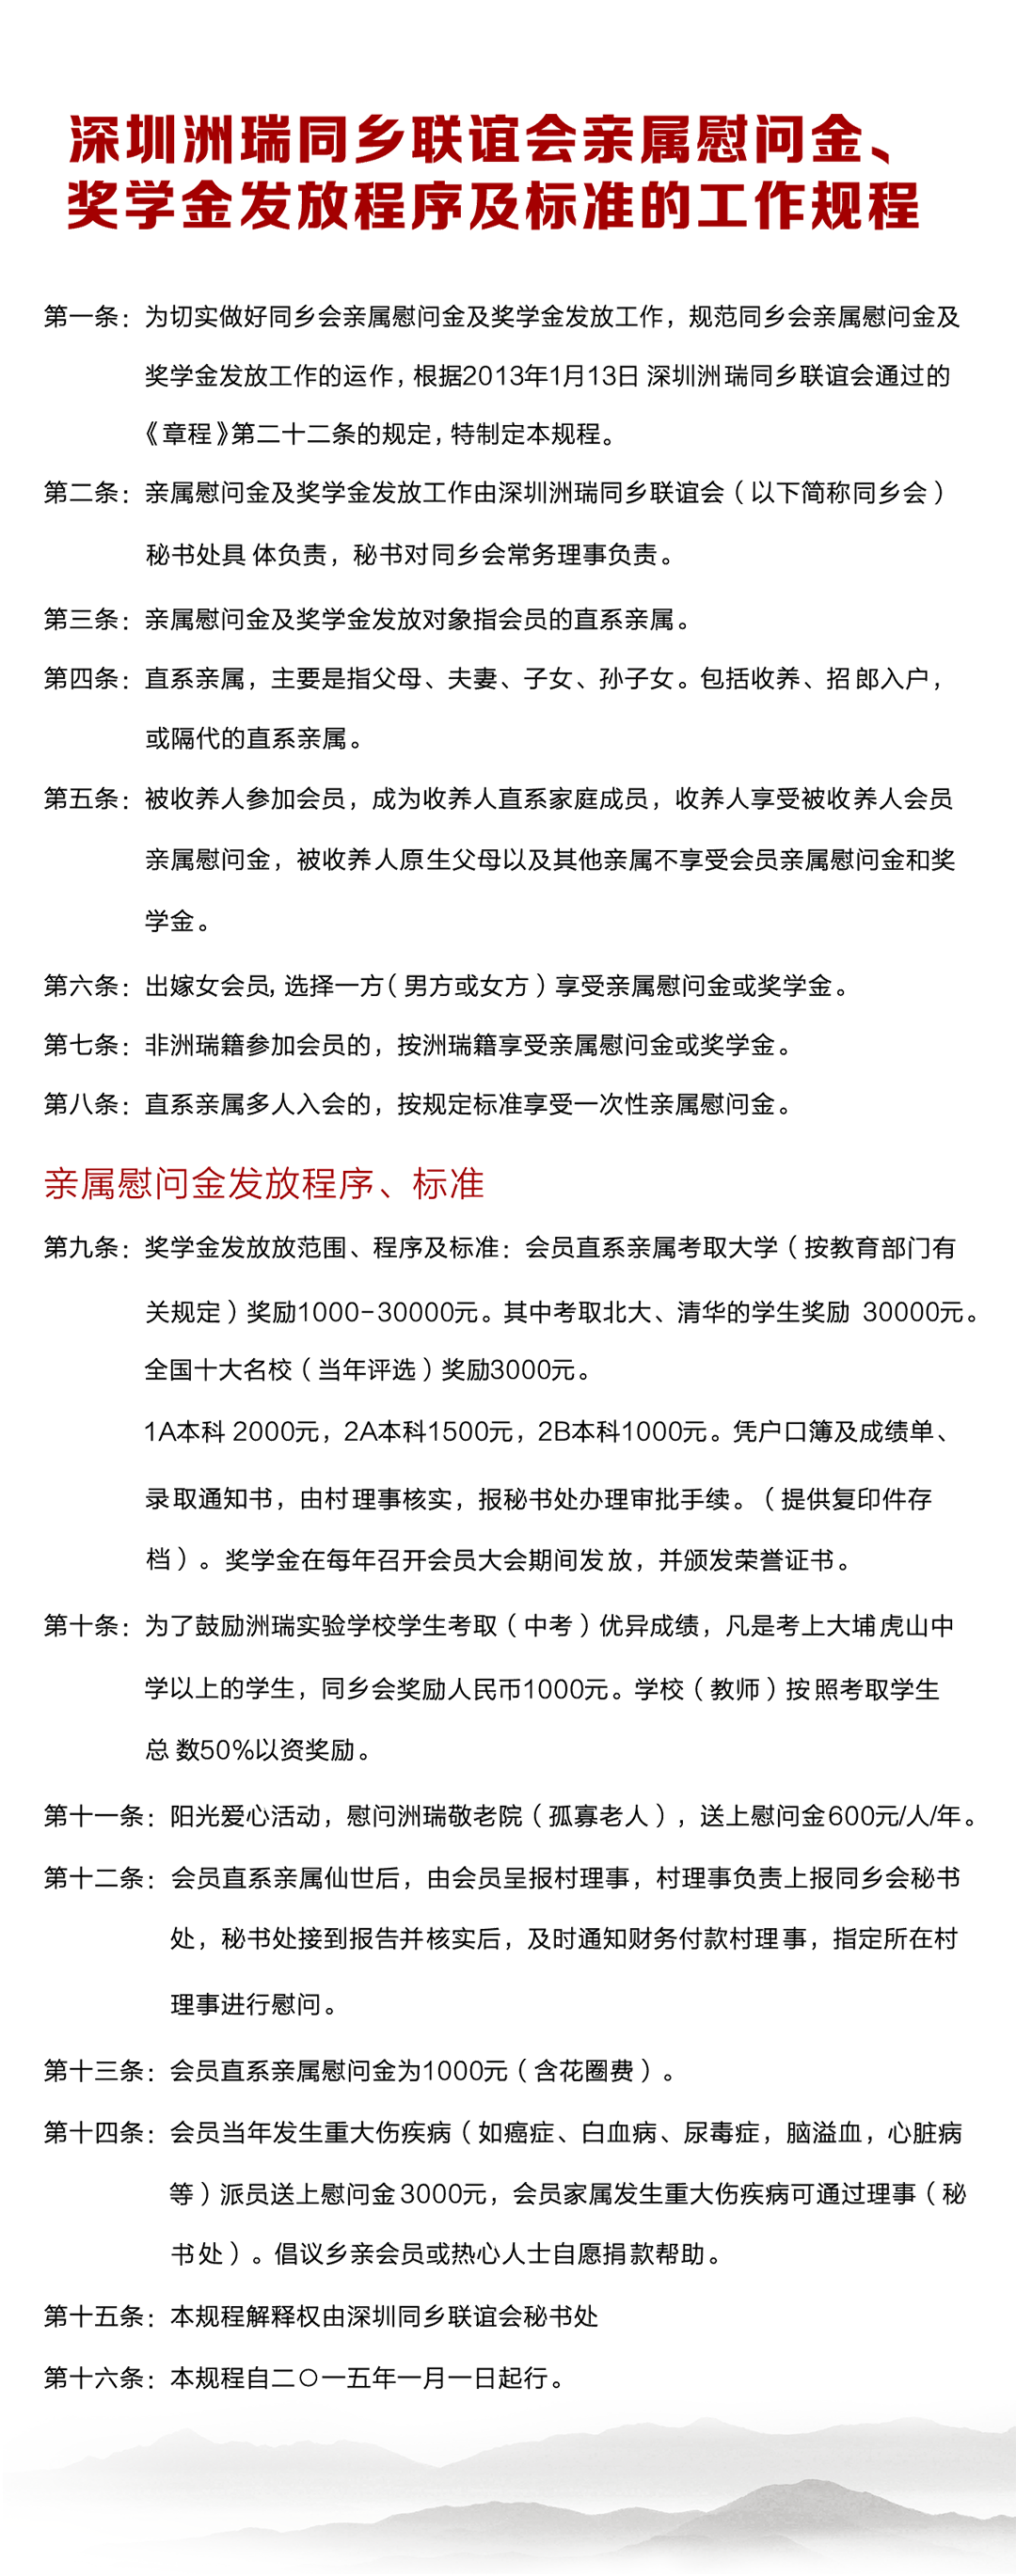 深圳洲瑞同乡联谊会亲属慰问金、
奖学金发放程序及标准的工作规程
第一条：为切实做好同乡会亲属慰问金及奖学金发放工作，规范同乡会亲属慰问金及
奖学金发放工作的运作，根据2013年1月13日 深圳洲瑞同乡联谊会通过的
《章程》第二十二条的规定，特制定本规程。
第二条：亲属慰问金及奖学金发放工作由深圳洲瑞同乡联谊会（以下简称同乡会）
秘书处具 体负责，秘书对同乡会常务理事负责。
第三条：亲属慰问金及奖学金发放对象指会员的直系亲属。
第四条：直系亲属，主要是指父母、夫妻、子女、孙子女。包括收养、招郎入户，
或隔代的直系亲属。
第五条：被收养人参加会员，成为收养人直系家庭成员，收养人享受被收养人会员
亲属慰问金，被收养人原生父母以及其他亲属不享受会员亲属慰问金和奖
学金。
第六条：出嫁女会员，选择一方（男方或女方）享受亲属慰问金或奖学金。
第七条：非洲瑞籍参加会员的，按洲瑞籍享受亲属慰问金或奖学金。
第八条：直系亲属多人入会的，按规定标准享受一次性亲属慰问金。
亲属慰问金发放程序、标准
第九条：奖学金发放放范围、程序及标准：会员直系亲属考取大学（按教育部门有
关规定）奖励1000-30000元。其中考取北大、清华的学生奖励 30000元。
全国十大名校（当年评选）奖励3000元。
1A本科 2000元，2A本科1500元，2B本科1000元。凭户口簿及成绩单、
录取通知书，由村理事核实，报秘书处办理审批手续。（提供复印件存
档）。奖学金在每年召开会员大会期间发放，并颁发荣誉证书。
第十条：为了鼓励洲瑞实验学校学生考取（中考）优异成绩，凡是考上大埔虎山中
学以上的学生，同乡会奖励人民币1000元。学校（教师）按照考取学生
总 数50%以资奖励。
第十一条：阳光爱心活动，慰问洲瑞敬老院（孤寡老人），送上慰问金600元/人/年。
第十二条：会员直系亲属仙世后，由会员呈报村理事，村理事负责上报同乡会秘书
处，秘书处接到报告并核实后，及时通知财务付款村理事，指定所在村
理事进行慰问。
第十三条：会员直系亲属慰问金为1000元（含花圈费）。
第十四条：会员当年发生重大伤疾病（如癌症、白血病、尿毒症，脑溢血，心脏病
等）派员送上慰问金3000元，会员家属发生重大伤疾病可通过理事（秘
书处）。倡议乡亲会员或热心人士自愿捐款帮助。
第十五条：本规程解释权由深圳同乡联谊会秘书处
第十六条：本规程自二〇一五年一月一日起行。